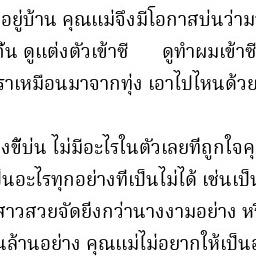 อยู่บ้าน คุณแม่จึงมีโอกาสบ่นว่าม
ดูแต่งตัวเข้าซี ดูทำผมเข้าซี
ราเหมือนมาจากทุ่ง เอาไปไหนด้วย
งขี้บ่น ไม่มีอะไรในตัวเลยที่ถูกใจคุ
ป็นอะไรทุกอย่างที่เป็นไม่ได้ เช่นเป็น
สาวสวยจัดยิ่งกว่านางงามอย่าง หรื
นล้านอย่าง คุณแม่ไม่อยากให้เป็นอ